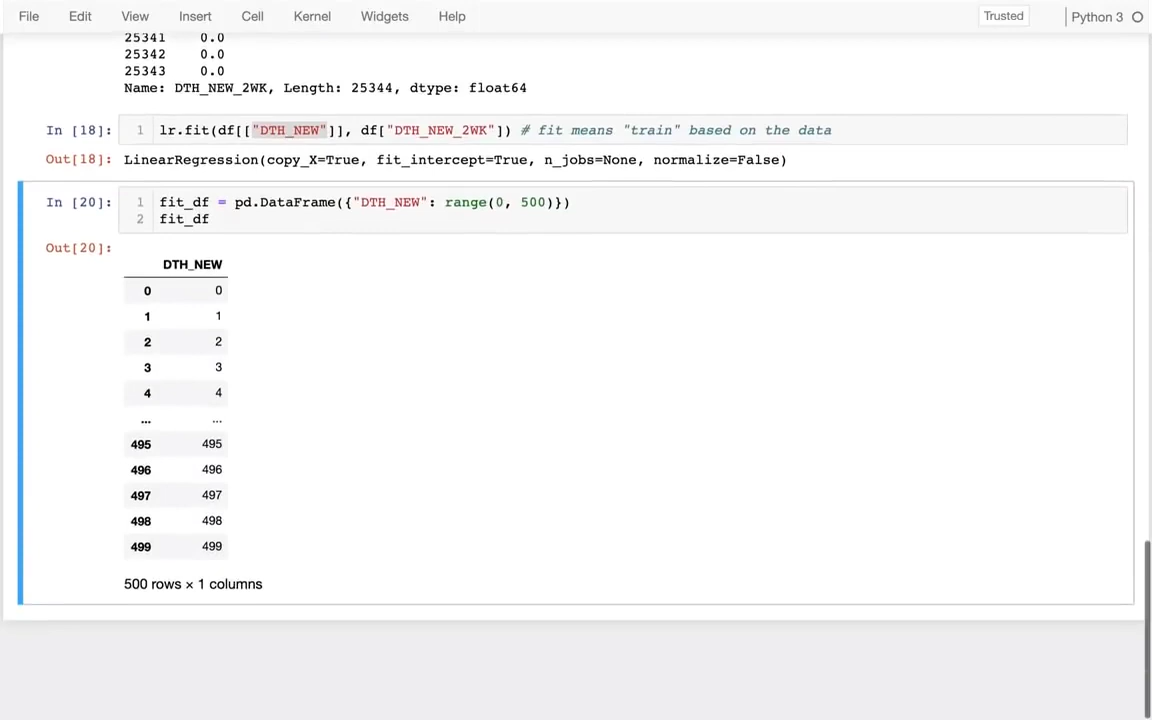 File Edit View Insert Cell Kernel Widgets Help Trusted Python 3
25341 0.0
25342 0.0
25343 0.0
Name: DTH_NEW_2WK, Length: 25344, dtype: float64
In [18]: 1 lr.fit(df[["DTH_NEW"]], df["DTH_NEW_2WK"]) # fit means "train" based on the data
Out[18]: LinearRegression(copy_X=True, fit_intercept=True, n_jobs=None, normalize=False)
In [20]: 1 fit_df = pd.DataFrame({"DTH_NEW": range(0, 500)})
2 fit_df
Out[20]:
DTH_NEW
0 0
1 1
2 2
3 3
4 4
... ...
495 495
496 496
497 497
498 498
499 499
500 rows × 1 columns